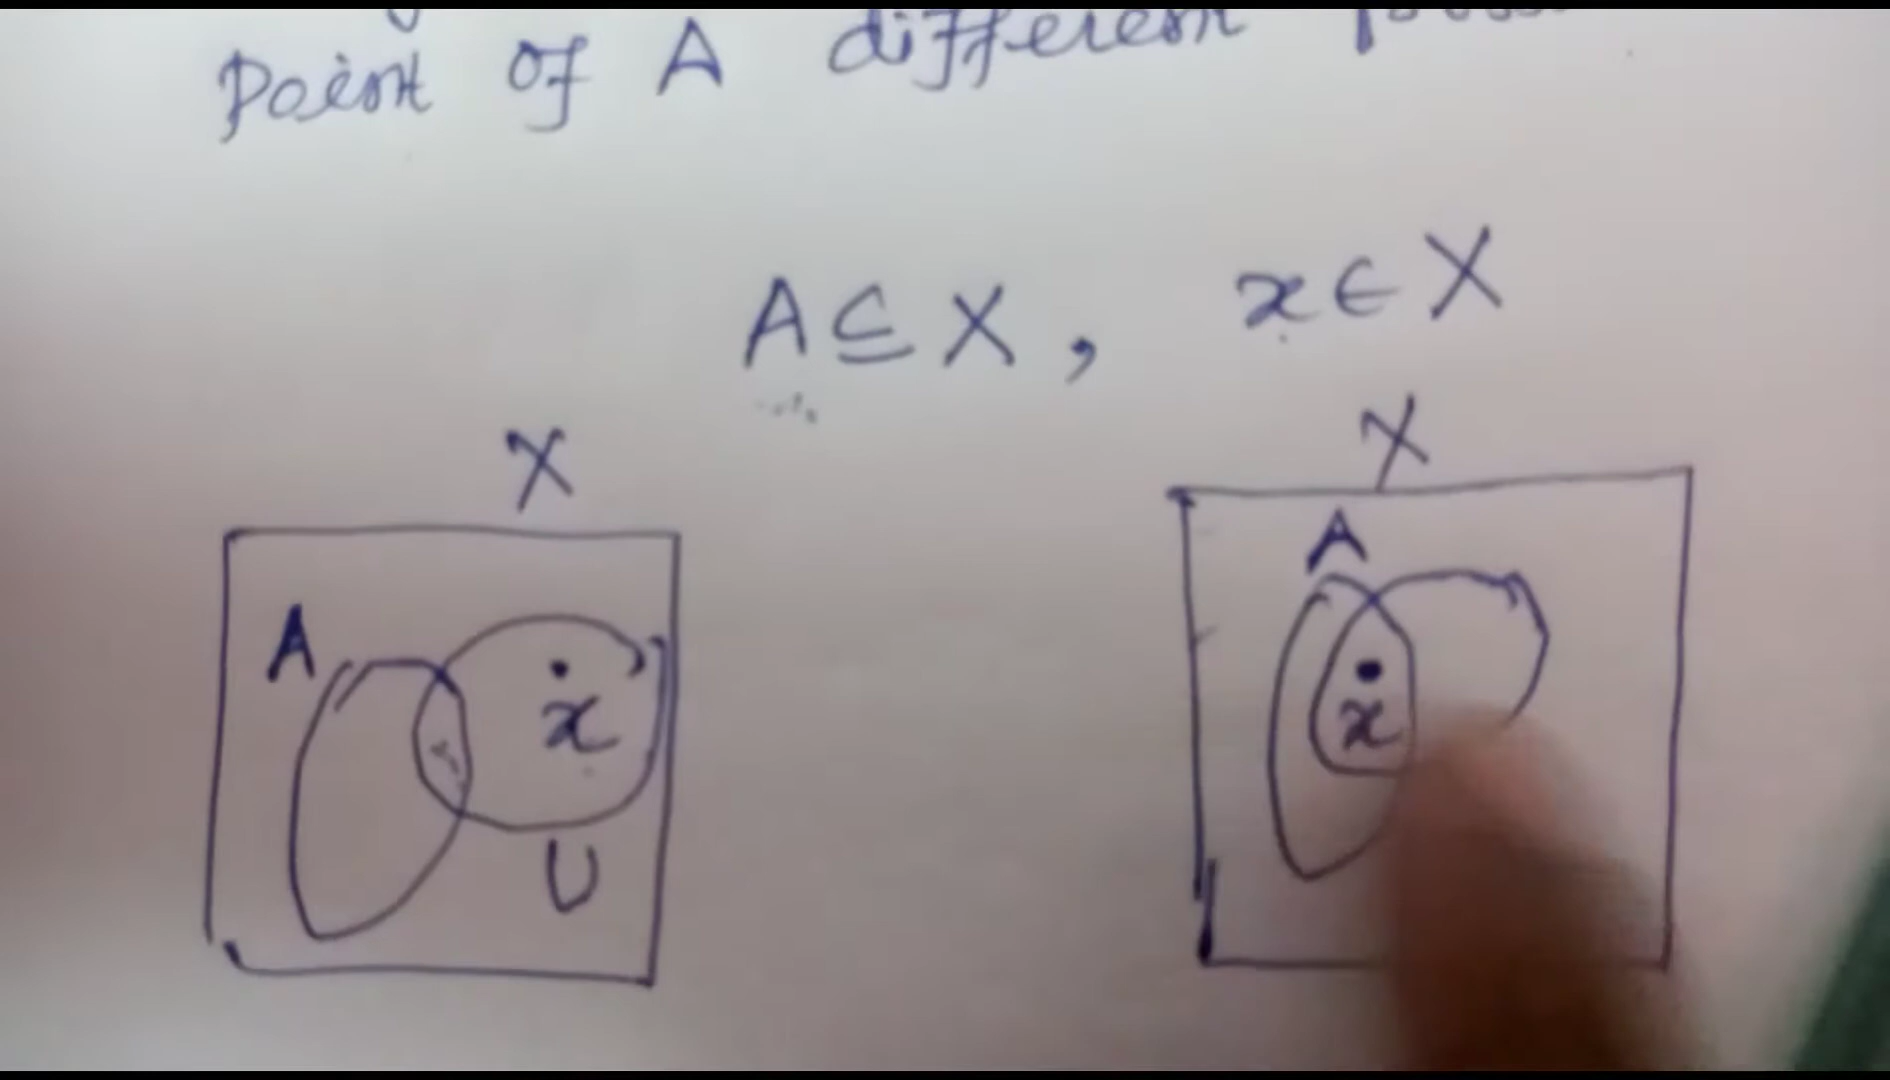 Point of A different
A ⊆ X, x ∈ X
X
X
A
A
x
x
U